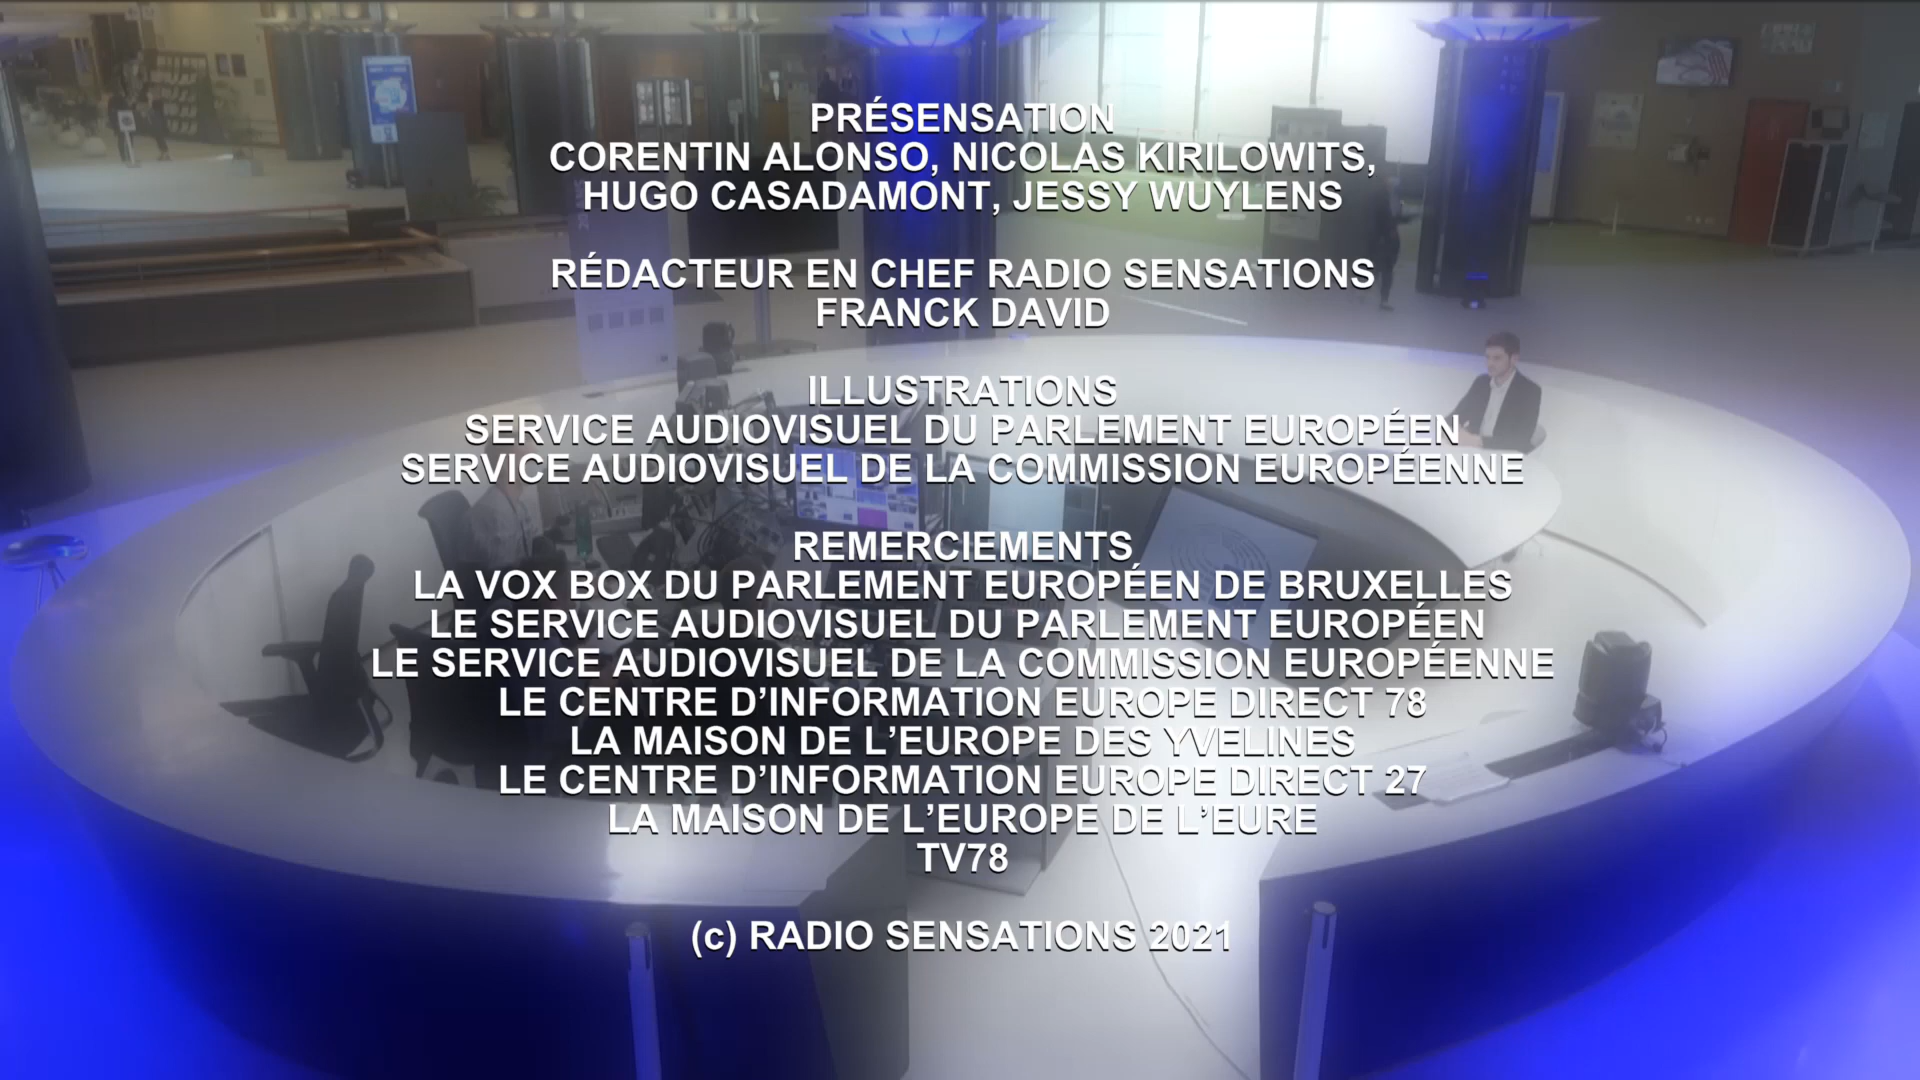 PRÉSENSATION
CORENTIN ALONSO, NICOLAS KIRILOWITS,
HUGO CASADAMONT, JESSY WUYLENS
RÉDACTEUR EN CHEF RADIO SENSATIONS
FRANCK DAVID
ILLUSTRATIONS
SERVICE AUDIOVISUEL DU PARLEMENT EUROPÉEN
SERVICE AUDIOVISUEL DE LA COMMISSION EUROPÉENNE
REMERCIEMENTS
LA VOX BOX DU PARLEMENT EUROPÉEN DE BRUXELLES
LE SERVICE AUDIOVISUEL DU PARLEMENT EUROPÉEN
LE SERVICE AUDIOVISUEL DE LA COMMISSION EUROPÉENNE
LE CENTRE D’INFORMATION EUROPE DIRECT 78
LA MAISON DE L’EUROPE DES YVELINES
LE CENTRE D’INFORMATION EUROPE DIRECT 27
LA MAISON DE L’EUROPE DE L’EURE
TV78
(c) RADIO SENSATIONS 2021